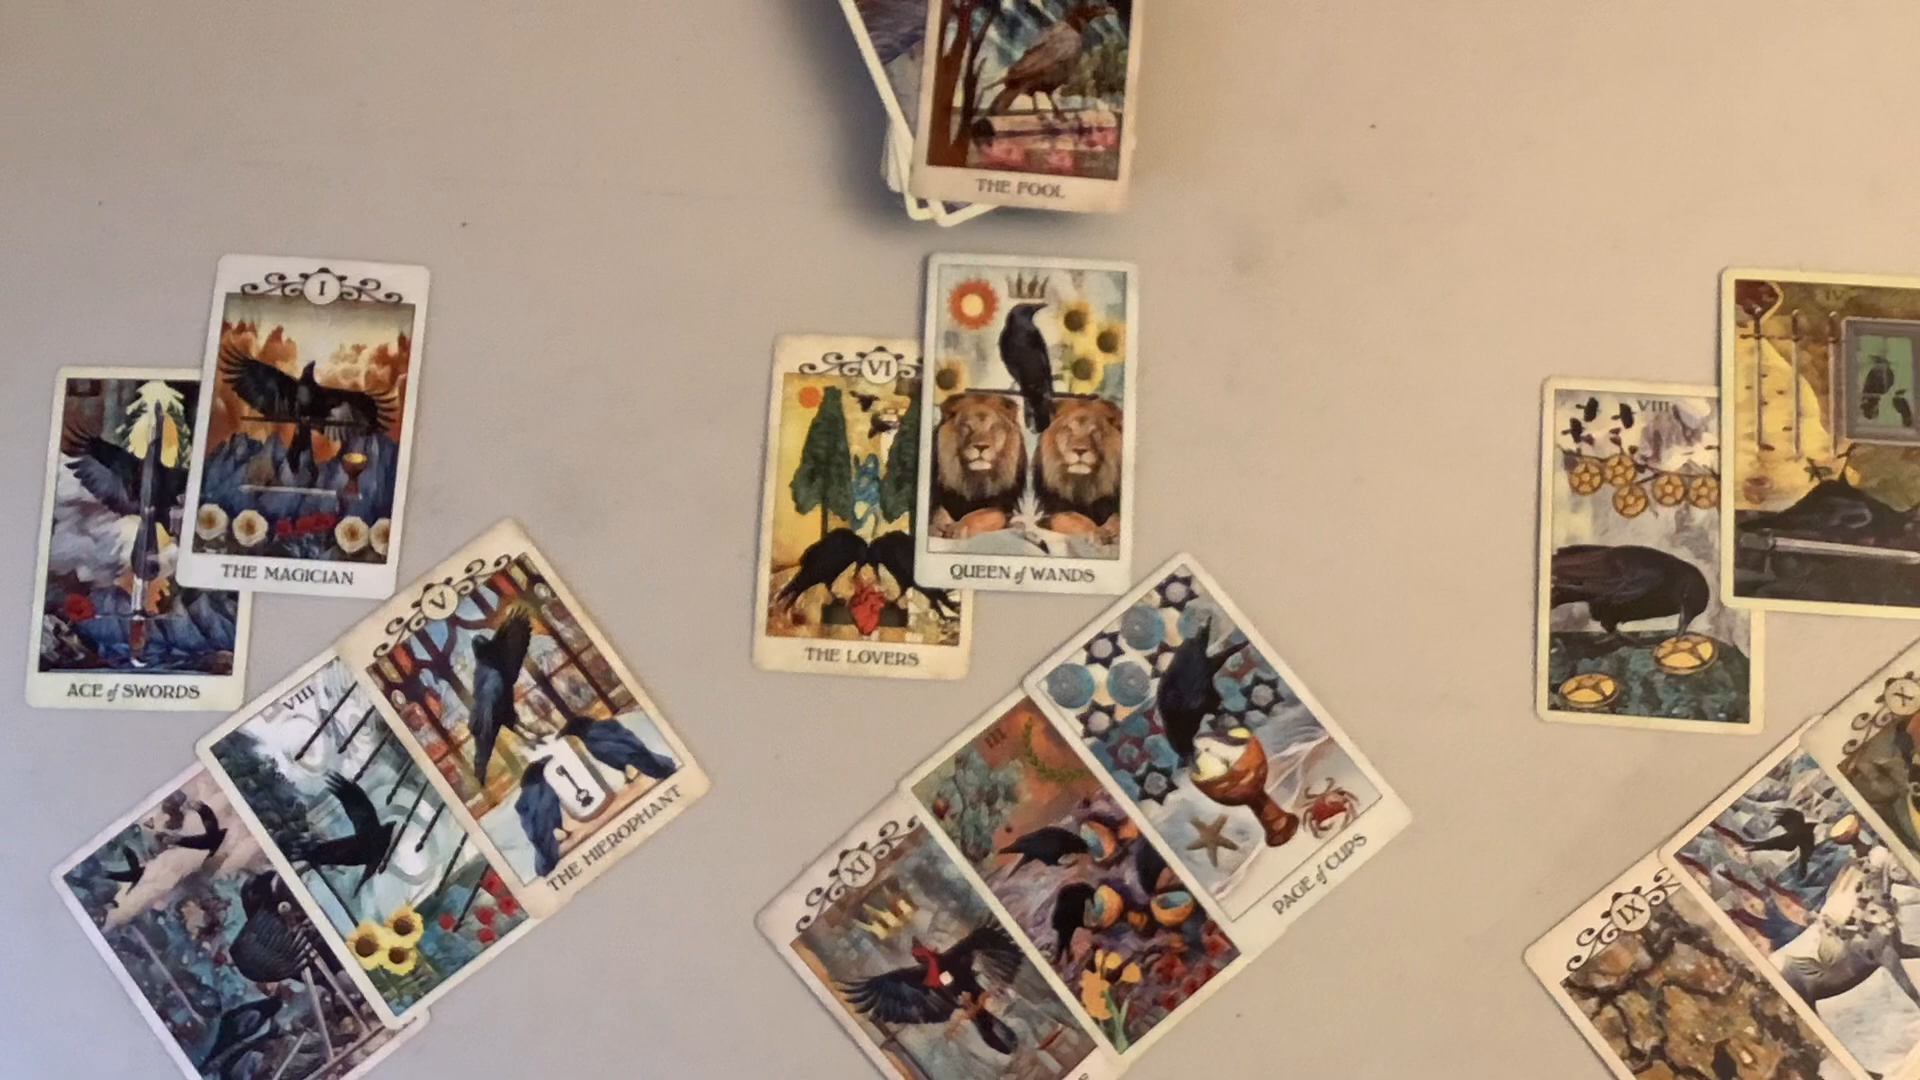 THE FOOL
I
THE MAGICIAN
ACE of SWORDS
VI
THE LOVERS
QUEEN of WANDS
VIII
IV
V
VIII
V
THE HIEROPHANT
XI
III
PAGE of CUPS
IX
X